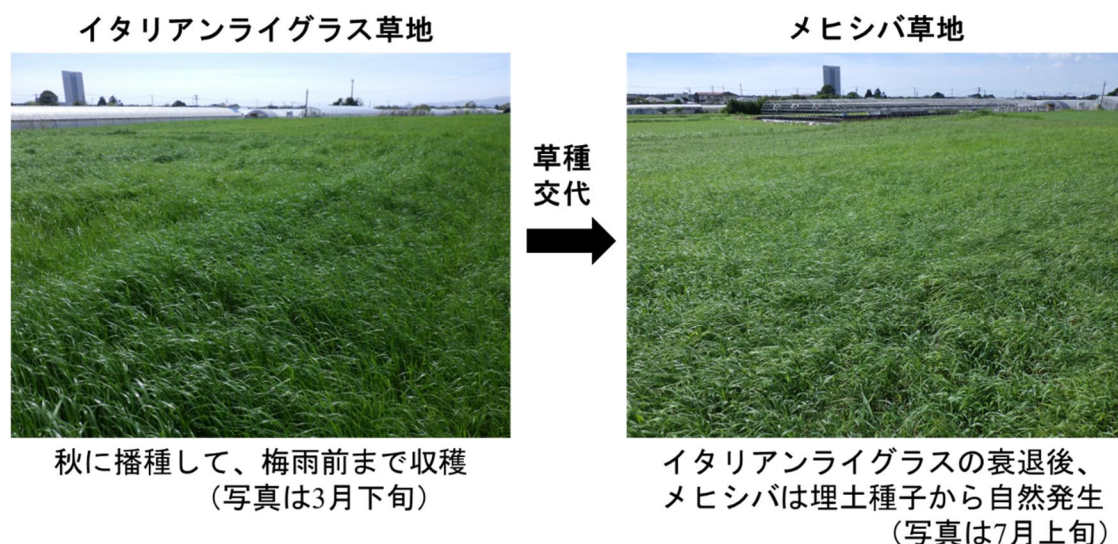 イタリアンライグラス草地
メヒシバ草地
草種
交代
秋に播種して、梅雨前まで収穫
（写真は3月下旬）
イタリアンライグラスの衰退後、
メヒシバは埋土種子から自然発生
（写真は7月上旬）